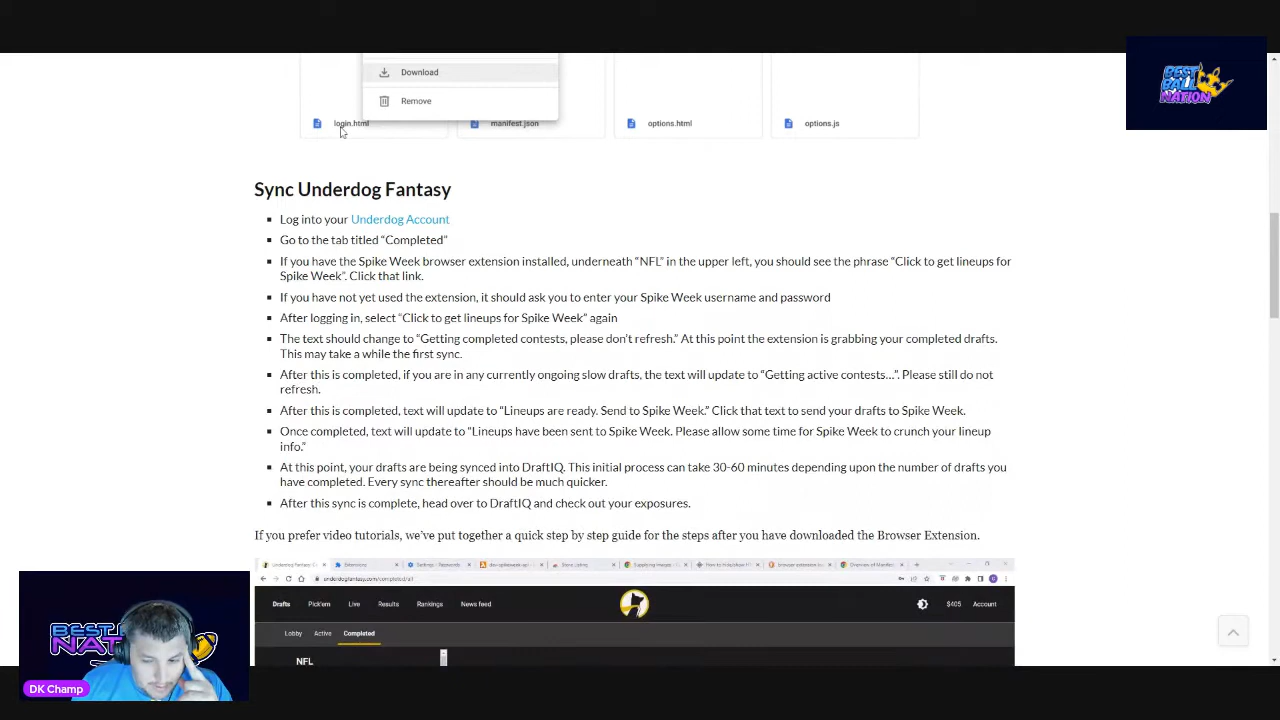 Download
Remove
BEST
BALL
NATION
login.html
manifest.json
options.html
options.js
Sync Underdog Fantasy
Log into your Underdog Account
Go to the tab titled “Completed”
If you have the Spike Week browser extension installed, underneath “NFL” in the upper left, you should see the phrase “Click to get lineups for
Spike Week”. Click that link.
If you have not yet used the extension, it should ask you to enter your Spike Week username and password
After logging in, select “Click to get lineups for Spike Week” again
The text should change to “Getting completed contests, please don’t refresh.” At this point the extension is grabbing your completed drafts.
This may take a while the first sync.
After this is completed, if you are in any currently ongoing slow drafts, the text will update to “Getting active contests…”. Please still do not
refresh.
After this is completed, text will update to “Lineups are ready. Send to Spike Week.” Click that text to send your drafts to Spike Week.
Once completed, text will update to “Lineups have been sent to Spike Week. Please allow some time for Spike Week to crunch your lineup
info.”
At this point, your drafts are being synced into DraftIQ. This initial process can take 30-60 minutes depending upon the number of drafts you
have completed. Every sync thereafter should be much quicker.
After this sync is complete, head over to DraftIQ and check out your exposures.
If you prefer video tutorials, we’ve put together a quick step by step guide for the steps after you have downloaded the Browser Extension.
Extensions
Settings - Passwords
underdogfantasy.com/completed/all
Drafts Pick'em Live Results Rankings News feed $405 Account
Lobby Active Completed
NFL
DK Champ